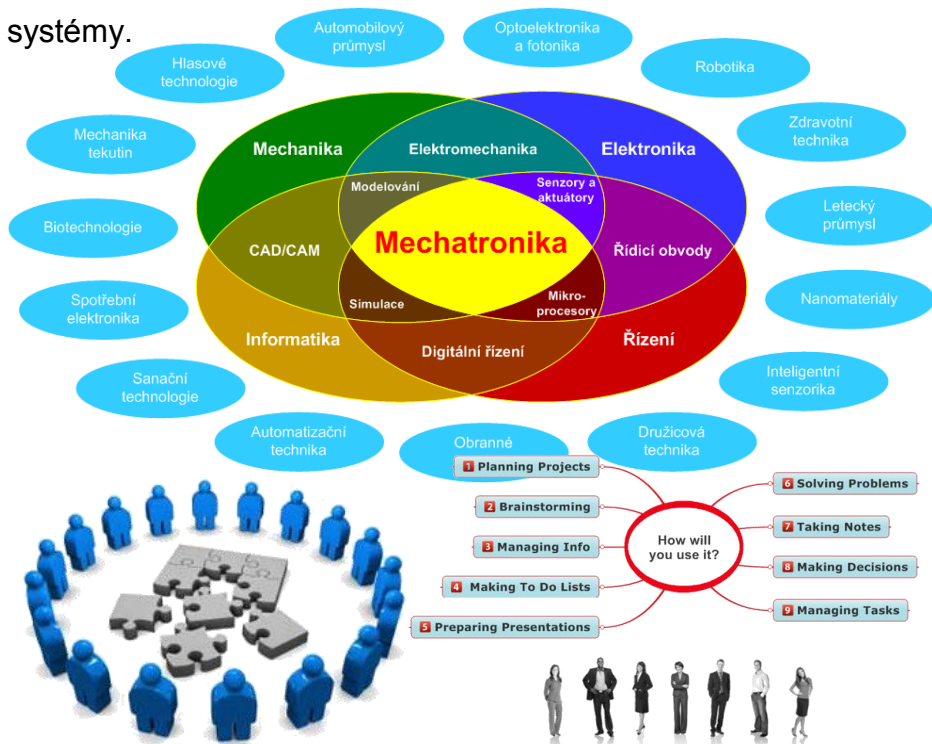 systémy.
Automobilový
průmysl
Optoelektronika
a fotonika
Hlasové
technologie
Robotika
Mechanika
tekutin
Zdravotní
technika
Mechanika
Elektromechanika
Elektronika
Modelování
Senzory a
aktuátory
Biotechnologie
Letecký
průmysl
CAD/CAM
Mechatronika
Řídicí obvody
Spotřební
elektronika
Simulace
Mikro-
procesory
Nanomateriály
Informatika
Digitální řízení
Řízení
Sanační
technologie
Inteligentní
senzorika
Automatizační
technika
Obranné
Družicová
technika
1 Planning Projects
2 Brainstorming
3 Managing Info
4 Making To Do Lists
5 Preparing Presentations
How will
you use it?
6 Solving Problems
7 Taking Notes
8 Making Decisions
9 Managing Tasks